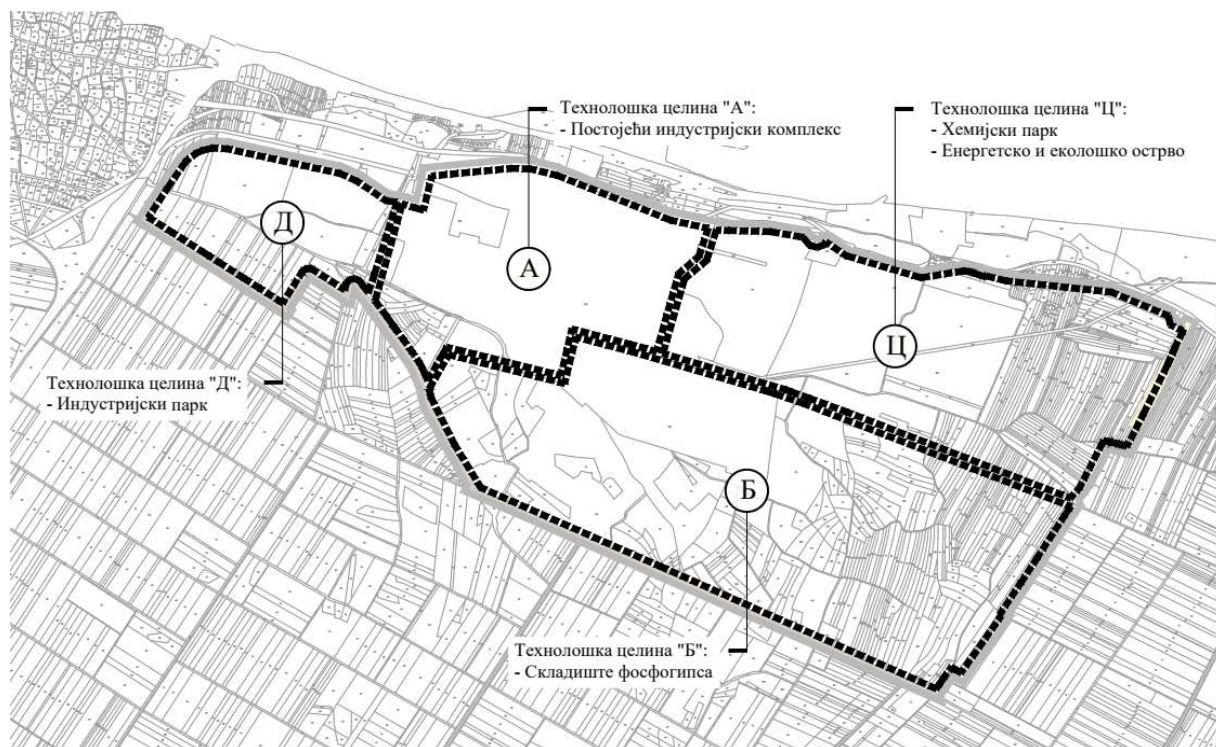 Технолошка целина "А":
- Постојећи индустријски комплекс
Технолошка целина "Ц":
- Хемијски парк
- Енергетско и еколошко острво
Д
А
Ц
Технолошка целина "Д":
- Индустријски парк
Б
Технолошка целина "Б":
- Складиште фосфогипса